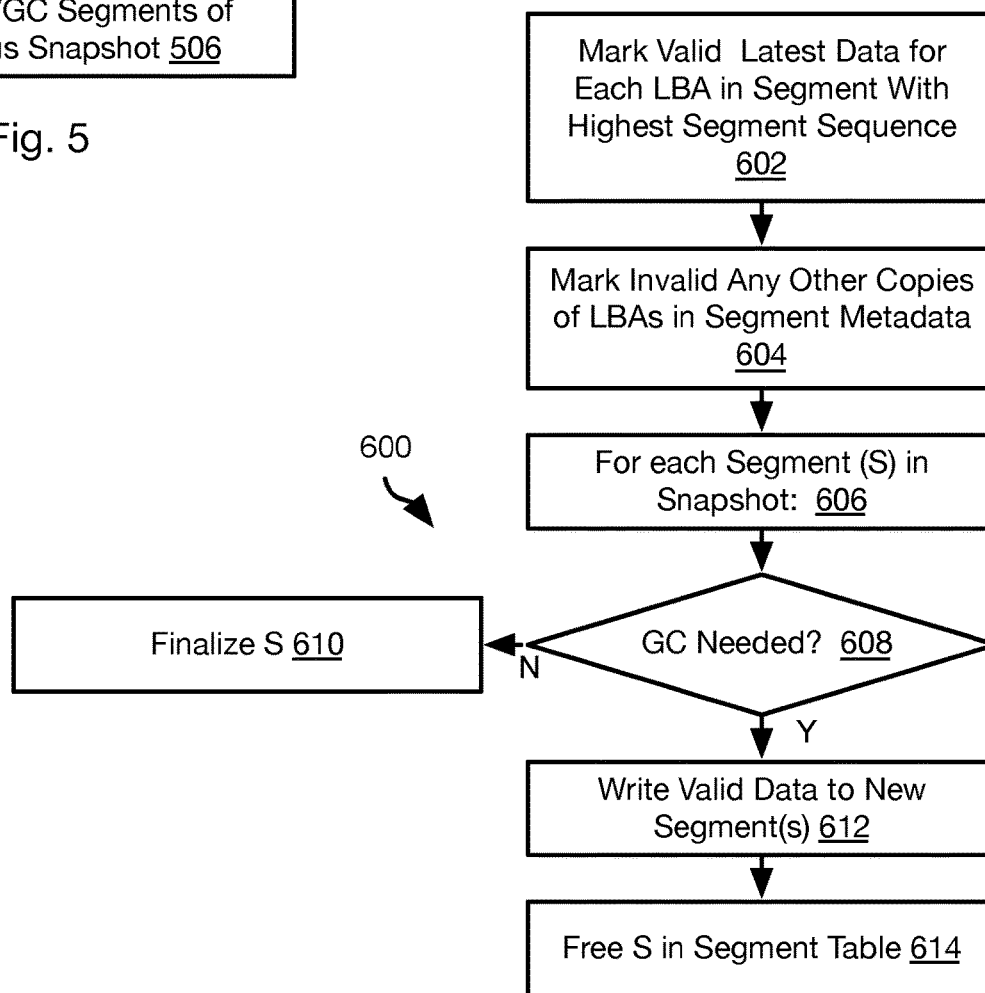 GC Segments of
Snapshot 506
Fig. 5
Mark Valid Latest Data for
Each LBA in Segment With
Highest Segment Sequence
602
Mark Invalid Any Other Copies
of LBAs in Segment Metadata
604
600
For each Segment (S) in
Snapshot: 606
Finalize S 610
GC Needed? 608
N
Y
Write Valid Data to New
Segment(s) 612
Free S in Segment Table 614